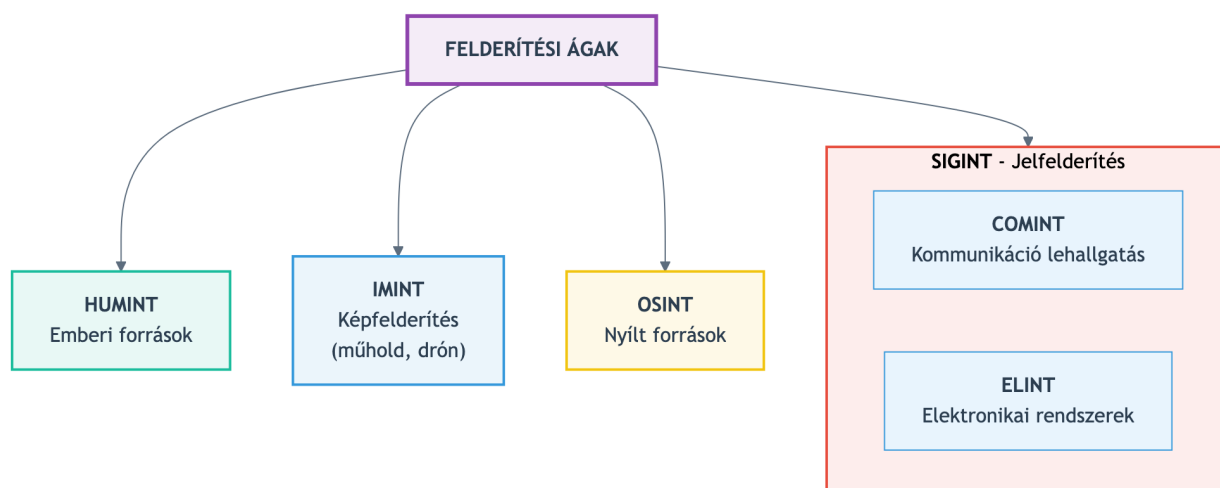 FELDERÍTÉSI ÁGAK
SIGINT - Jelfelderítés
COMINT
Kommunikáció lehallgatás
HUMINT
Emberi források
IMINT
Képfelderítés
(műhold, drón)
OSINT
Nyílt források
ELINT
Elektronikai rendszerek